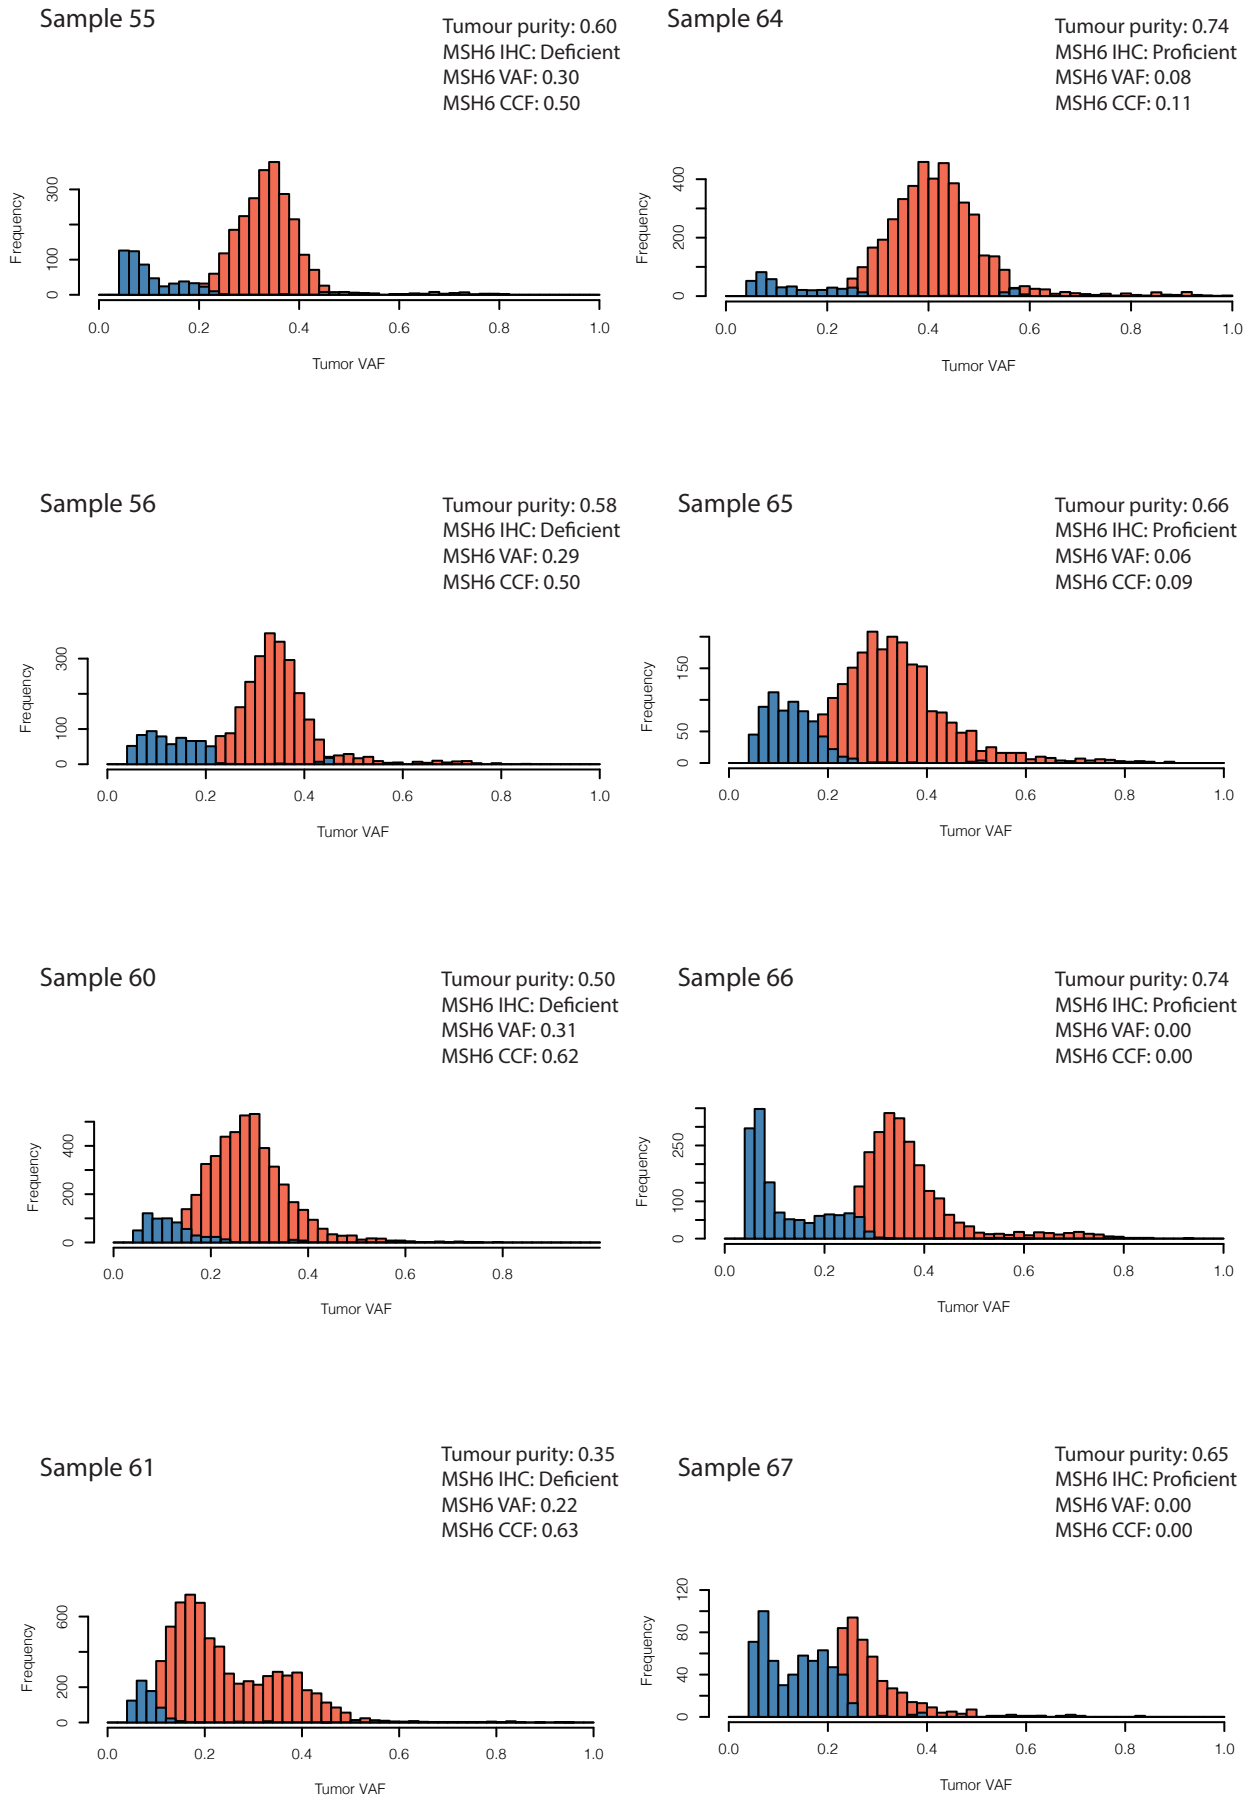 Sample 55
Tumour purity: 0.60
MSH6 IHC: Deficient
MSH6 VAF: 0.30
MSH6 CCF: 0.50
Frequency
0 100 300
0.0 0.2 0.4 0.6 0.8 1.0
Tumor VAF
Sample 64
Tumour purity: 0.74
MSH6 IHC: Proficient
MSH6 VAF: 0.08
MSH6 CCF: 0.11
Frequency
0 200 400
0.0 0.2 0.4 0.6 0.8 1.0
Tumor VAF
Sample 56
Tumour purity: 0.58
MSH6 IHC: Deficient
MSH6 VAF: 0.29
MSH6 CCF: 0.50
Frequency
0 100 300
0.0 0.2 0.4 0.6 0.8 1.0
Tumor VAF
Sample 65
Tumour purity: 0.66
MSH6 IHC: Proficient
MSH6 VAF: 0.06
MSH6 CCF: 0.09
Frequency
0 50 150
0.0 0.2 0.4 0.6 0.8 1.0
Tumor VAF
Sample 60
Tumour purity: 0.50
MSH6 IHC: Deficient
MSH6 VAF: 0.31
MSH6 CCF: 0.62
Frequency
0 200 400
0.0 0.2 0.4 0.6 0.8
Tumor VAF
Sample 66
Tumour purity: 0.74
MSH6 IHC: Proficient
MSH6 VAF: 0.00
MSH6 CCF: 0.00
Frequency
0 100 250
0.0 0.2 0.4 0.6 0.8 1.0
Tumor VAF
Sample 61
Tumour purity: 0.35
MSH6 IHC: Deficient
MSH6 VAF: 0.22
MSH6 CCF: 0.63
Frequency
0 200 600
0.0 0.2 0.4 0.6 0.8 1.0
Tumor VAF
Sample 67
Tumour purity: 0.65
MSH6 IHC: Proficient
MSH6 VAF: 0.00
MSH6 CCF: 0.00
Frequency
0 40 80 120
0.0 0.2 0.4 0.6 0.8 1.0
Tumor VAF